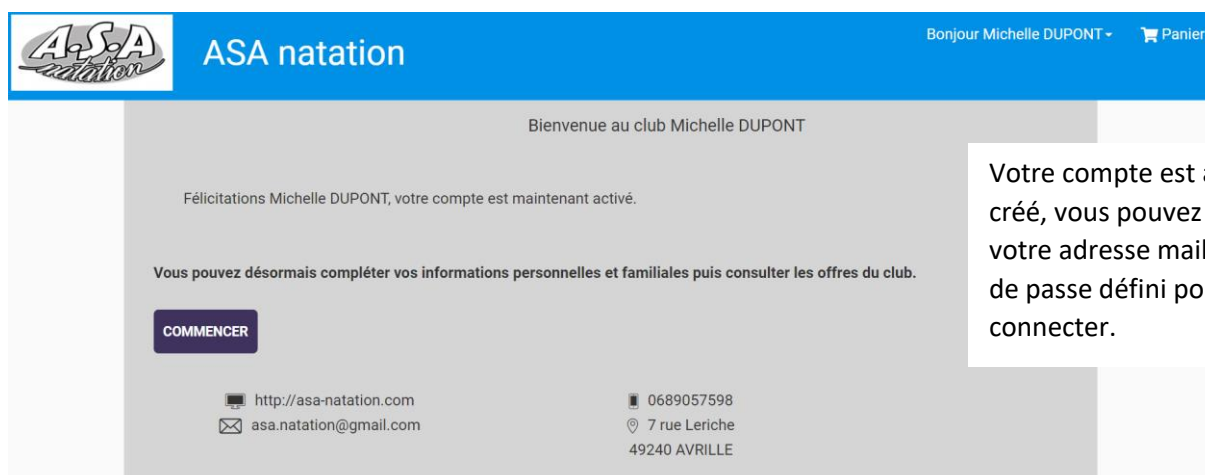 A.S.A
natation
ASA natation
Bonjour Michelle DUPONT
Panier
Bienvenue au club Michelle DUPONT
Félicitations Michelle DUPONT, votre compte est maintenant activé.
Vous pouvez désormais compléter vos informations personnelles et familiales puis consulter les offres du club.
COMMENCER
http://asa-natation.com
asa.natation@gmail.com
0689057598
7 rue Leriche
49240 AVRILLE
Votre compte est
créé, vous pouvez
votre adresse mail
de passe défini
connecter.